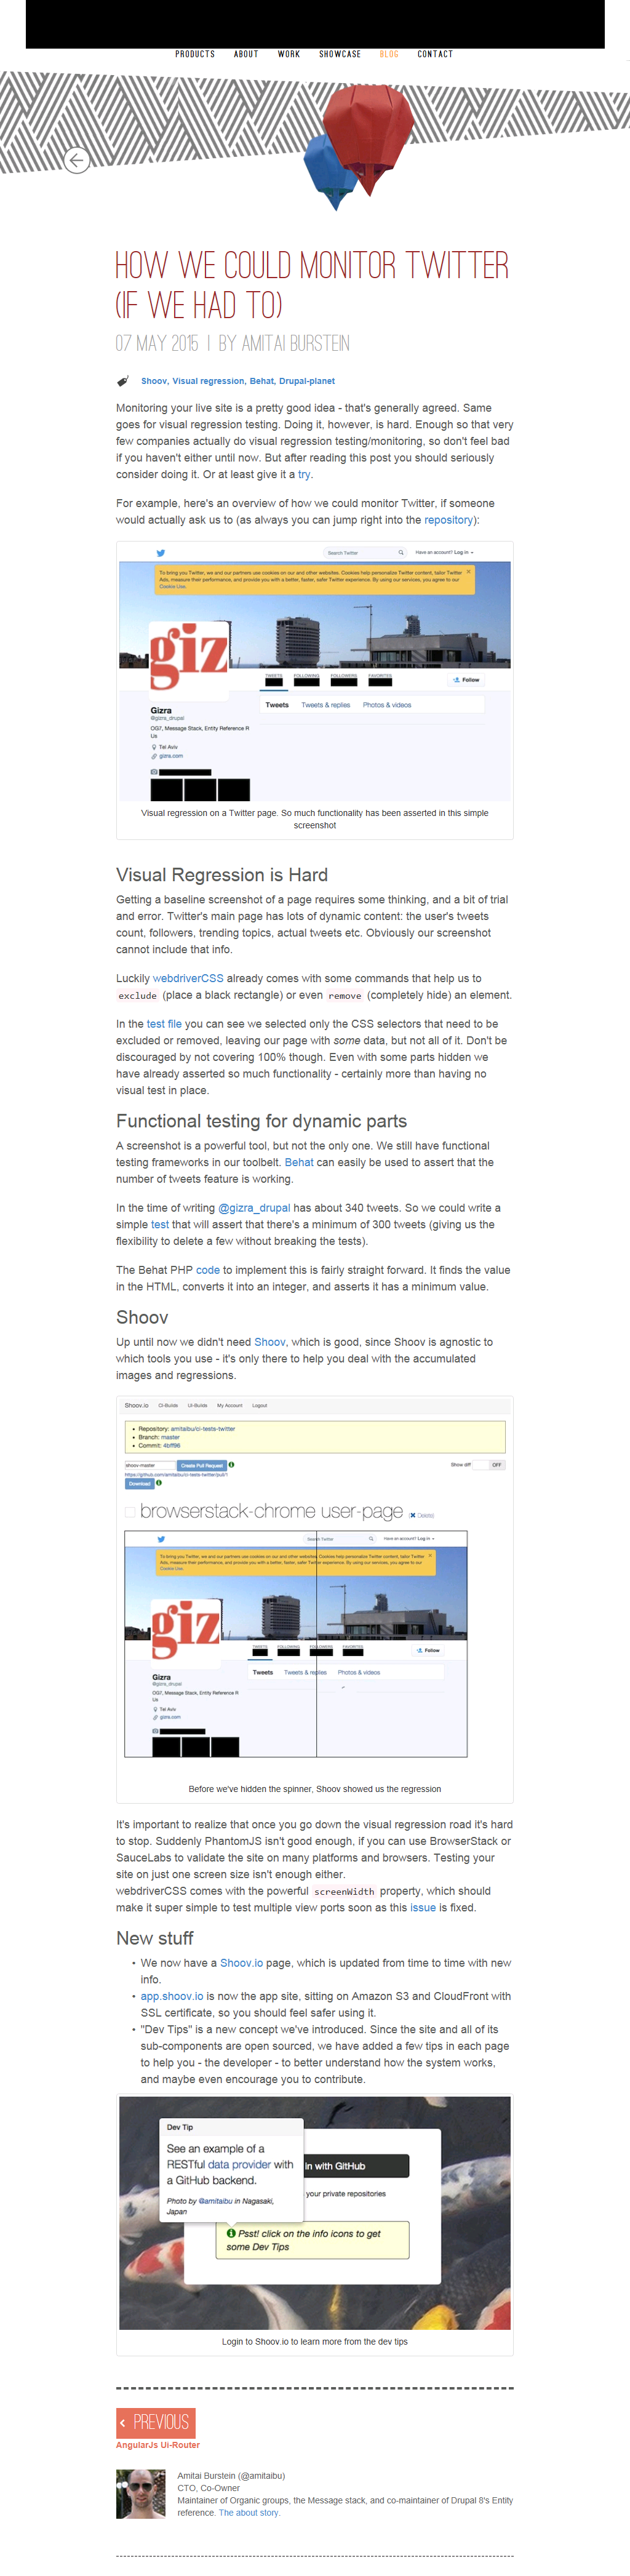 PRODUCTS ABOUT WORK SHOWCASE BLOG CONTACT
HOW WE COULD MONITOR TWITTER
(IF WE HAD TO)
07 MAY 2015 | BY AMITAI BURSTEIN
Shoov, Visual regression, Behat, Drupal-planet
Monitoring your live site is a pretty good idea - that's generally agreed. Same
goes for visual regression testing. Doing it, however, is hard. Enough so that very
few companies actually do visual regression testing/monitoring, so don't feel bad
if you haven't either until now. But after reading this post you should seriously
consider doing it. Or at least give it a try.
For example, here's an overview of how we could monitor Twitter, if someone
would actually ask us to (as always you can jump right into the repository):
Search Twitter
Have an account? Log in
To bring you Twitter, we and our partners use cookies on our and other websites. Cookies help personalize Twitter content, tailor Twitter
Ads, measure their performance, and provide you with a better, faster, safer Twitter experience. By using our services, you agree to our
Cookie Use.
giz
TWEETS FOLLOWING FOLLOWERS FAVORITES
Follow
Tweets Tweets & replies Photos & videos
Gizra
@gizra_drupal
OG7, Message Stack, Entity Reference R
Us
Tel Aviv
gizra.com
Visual regression on a Twitter page. So much functionality has been asserted in this simple
screenshot
Visual Regression is Hard
Getting a baseline screenshot of a page requires some thinking, and a bit of trial
and error. Twitter's main page has lots of dynamic content: the user's tweets
count, followers, trending topics, actual tweets etc. Obviously our screenshot
cannot include that info.
Luckily webdriverCSS already comes with some commands that help us to
exclude (place a black rectangle) or even remove (completely hide) an element.
In the test file you can see we selected only the CSS selectors that need to be
excluded or removed, leaving our page with some data, but not all of it. Don't be
discouraged by not covering 100% though. Even with some parts hidden we
have already asserted so much functionality - certainly more than having no
visual test in place.
Functional testing for dynamic parts
A screenshot is a powerful tool, but not the only one. We still have functional
testing frameworks in our toolbelt. Behat can easily be used to assert that the
number of tweets feature is working.
In the time of writing @gizra_drupal has about 340 tweets. So we could write a
simple test that will assert that there's a minimum of 300 tweets (giving us the
flexibility to delete a few without breaking the tests).
The Behat PHP code to implement this is fairly straight forward. It finds the value
in the HTML, converts it into an integer, and asserts it has a minimum value.
Shoov
Up until now we didn't need Shoov, which is good, since Shoov is agnostic to
which tools you use - it's only there to help you deal with the accumulated
images and regressions.
Shoov.io CI-Builds UI-Builds My Account Logout
Repository: amitaibu/ci-tests-twitter
Branch: master
Commit: 4bff96
shoov-master Create Pull Request
Show diff OFF
https://github.com/amitaibu/ci-tests-twitter/pull/1
Download
browserstack-chrome user-page Delete
Search Twitter
Have an account? Log in
To bring you Twitter, we and our partners use cookies on our and other websites. Cookies help personalize Twitter content, tailor Twitter
Ads, measure their performance, and provide you with a better, faster, safer Twitter experience. By using our services, you agree to our
Cookie Use.
giz
TWEETS FOLLOWING FOLLOWERS FAVORITES
Follow
Tweets Tweets & replies Photos & videos
Gizra
@gizra_drupal
OG7, Message Stack, Entity Reference R
Us
Tel Aviv
gizra.com
Before we've hidden the spinner, Shoov showed us the regression
It's important to realize that once you go down the visual regression road it's hard
to stop. Suddenly PhantomJS isn't good enough, if you can use BrowserStack or
SauceLabs to validate the site on many platforms and browsers. Testing your
site on just one screen size isn't enough either.
webdriverCSS comes with the powerful screenWidth property, which should
make it super simple to test multiple view ports soon as this issue is fixed.
New stuff
• We now have a Shoov.io page, which is updated from time to time with new
info.
• app.shoov.io is now the app site, sitting on Amazon S3 and CloudFront with
SSL certificate, so you should feel safer using it.
• "Dev Tips" is a new concept we've introduced. Since the site and all of its
sub-components are open sourced, we have added a few tips in each page
to help you - the developer - to better understand how the system works,
and maybe even encourage you to contribute.
Dev Tip
See an example of a
RESTful data provider with
a GitHub backend.
Photo by @amitaibu in Nagasaki,
Japan
In with GitHub
your private repositories
Psst! click on the info icons to get
some Dev Tips
Login to Shoov.io to learn more from the dev tips
PREVIOUS
AngularJs Ui-Router
Amitai Burstein (@amitaibu)
CTO, Co-Owner
Maintainer of Organic groups, the Message stack, and co-maintainer of Drupal 8's Entity
reference. The about story.